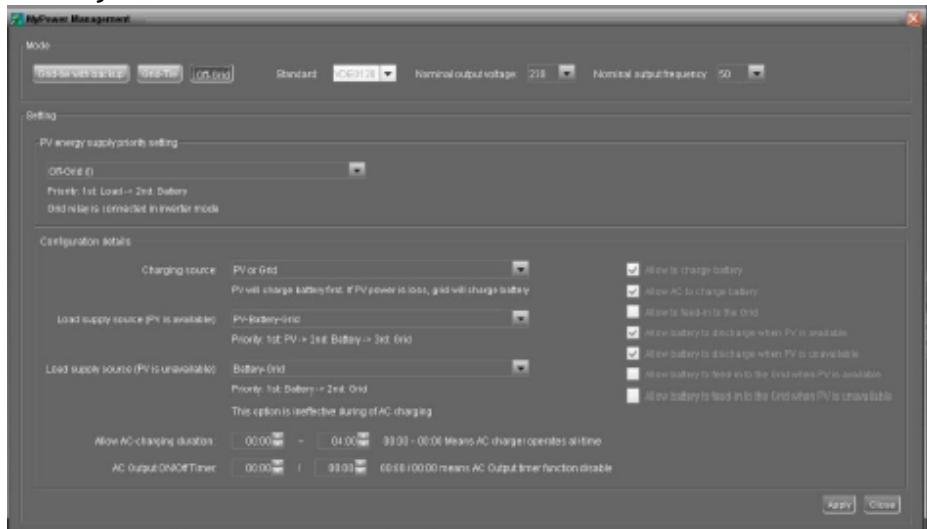 MyPower Management
Mode
Grid-tie with backup Grid-Tie Off-Grid Standard: VDE0126 Nominal output voltage: 230 Nominal output frequency: 50
Setting
PV energy supply priority setting
Off-Grid (I)
Priority: 1st: Load -> 2nd: Battery
Grid relay is connected in inverter mode
Configuration details
Charging source: PV or Grid
Allow to charge battery
PV will charge battery first. If PV power is loss, grid will charge battery
Allow AC to charge battery
Allow to feed-in to the Grid
Load supply source (PV is available): PV-Battery-Grid
Priority: 1st: PV -> 2nd: Battery -> 3rd: Grid
Allow battery to discharge when PV is available
Allow battery to discharge when PV is unavailable
Load supply source (PV is unavailable): Battery-Grid
Priority: 1st: Battery -> 2nd: Grid
Allow battery to feed-in to the Grid when PV is available
Allow battery to feed-in to the Grid when PV is unavailable
This option is ineffective during of AC charging
Allow AC-charging duration: 00:00 ~ 04:00 00:00 - 00:00 Means AC charger operates all time
AC Output ON/Off Timer: 00:00 / 00:00 00:00 / 00:00 means AC Output timer function disable
Apply Close